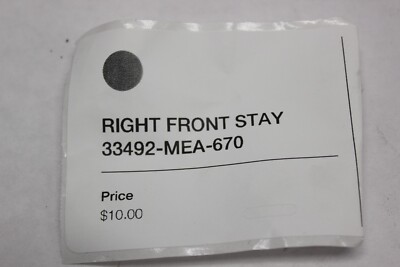 RIGHT FRONT STAY
33492-MEA-670
Price
$10.00